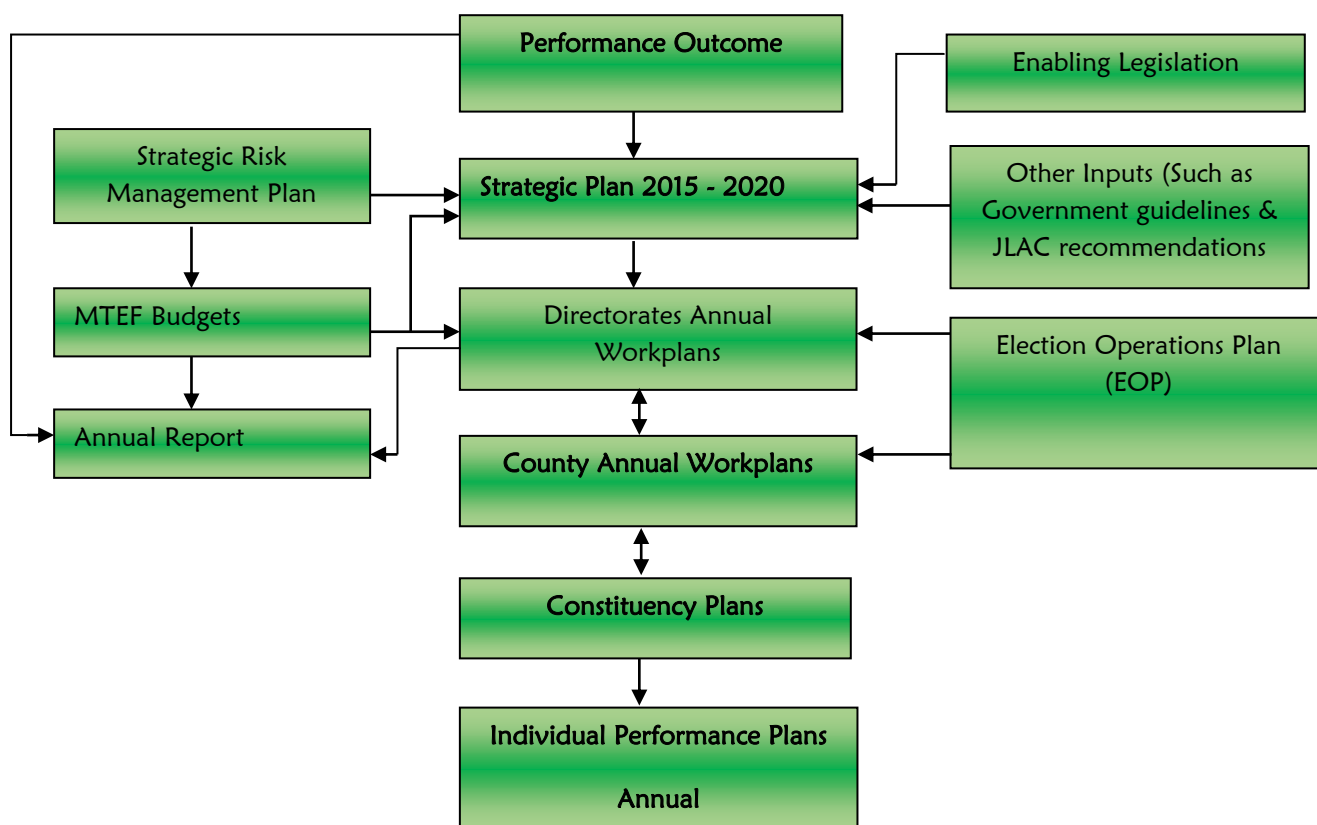 Performance Outcome
Enabling Legislation
Strategic Risk
Management Plan
Strategic Plan 2015 - 2020
Other Inputs (Such as
Government guidelines &
JLAC recommendations
MTEF Budgets
Directorates Annual
Workplans
Election Operations Plan
(EOP)
Annual Report
County Annual Workplans
Constituency Plans
Individual Performance Plans
Annual